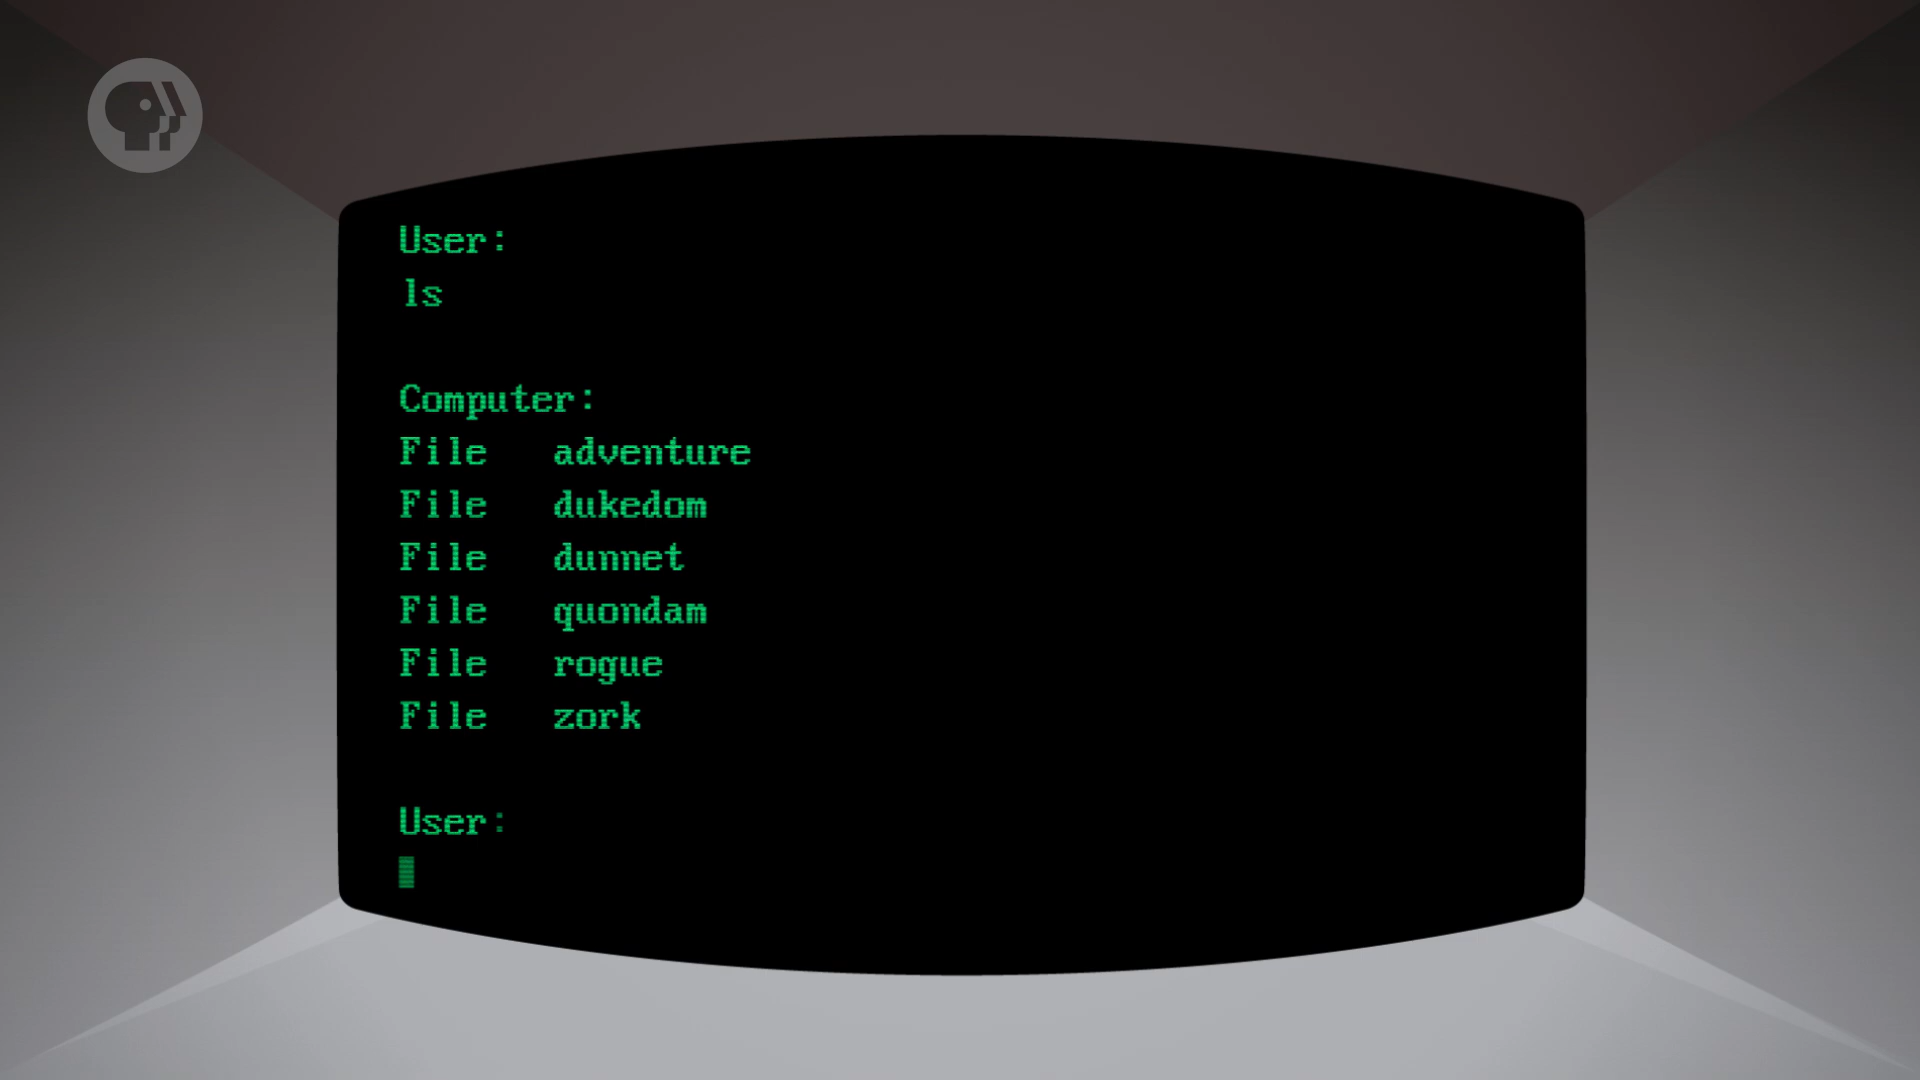 User:
ls
Computer:
File adventure
File dukedom
File dunnet
File quondam
File rogue
File zork
User: